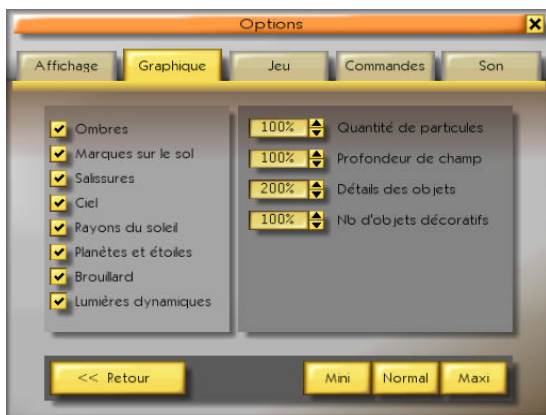 Options
Affichage
Graphique
Jeu
Commandes
Son
Ombres
Marques sur le sol
Salissures
Ciel
Rayons du soleil
Planètes et étoiles
Brouillard
Lumières dynamiques
100% Quantité de particules
100% Profondeur de champ
200% Détails des objets
100% Nb d'objets décoratifs
<< Retour
Mini
Normal
Maxi